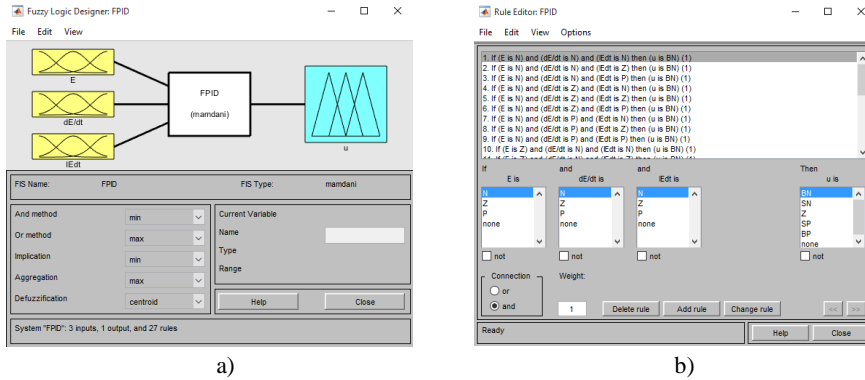 Fuzzy Logic Designer: FPID
File Edit View
E
dE/dt
IEdt
FPID
(mamdani)
u
FIS Name: FPID FIS Type: mamdani
And method min
Or method max
Implication min
Aggregation max
Defuzzification centroid
Current Variable
Name
Type
Range
Help Close
System "FPID": 3 inputs, 1 output, and 27 rules
a)
Rule Editor: FPID
File Edit View Options
1. If (E is N) and (dE/dt is N) and (IEdt is N) then (u is BN) (1)
2. If (E is N) and (dE/dt is N) and (IEdt is Z) then (u is BN) (1)
3. If (E is N) and (dE/dt is N) and (IEdt is P) then (u is BN) (1)
4. If (E is N) and (dE/dt is Z) and (IEdt is N) then (u is BN) (1)
5. If (E is N) and (dE/dt is Z) and (IEdt is Z) then (u is BN) (1)
6. If (E is N) and (dE/dt is Z) and (IEdt is P) then (u is BN) (1)
7. If (E is N) and (dE/dt is P) and (IEdt is N) then (u is BN) (1)
8. If (E is N) and (dE/dt is P) and (IEdt is Z) then (u is BN) (1)
9. If (E is N) and (dE/dt is P) and (IEdt is P) then (u is BN) (1)
10. If (E is Z) and (dE/dt is N) and (IEdt is N) then (u is BN) (1)
If and and Then
E is dE/dt is IEdt is u is
N N N BN
Z Z Z SN
P P P Z
none none none SP
BP
none
not not not not
Connection
or
and
Weight:
1 Delete rule Add rule Change rule << >>
Ready Help Close
b)